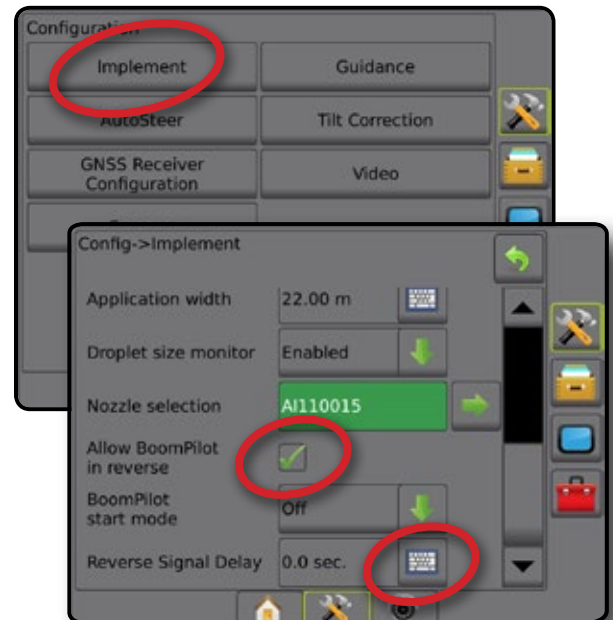 Configuration
Implement
Guidance
AutoSteer
Tilt Correction
GNSS Receiver
Configuration
Video
Config->Implement
Application width
22.00 m
Droplet size monitor
Enabled
Nozzle selection
AI110015
Allow BoomPilot
in reverse
BoomPilot
start mode
Off
Reverse Signal Delay
0.0 sec.